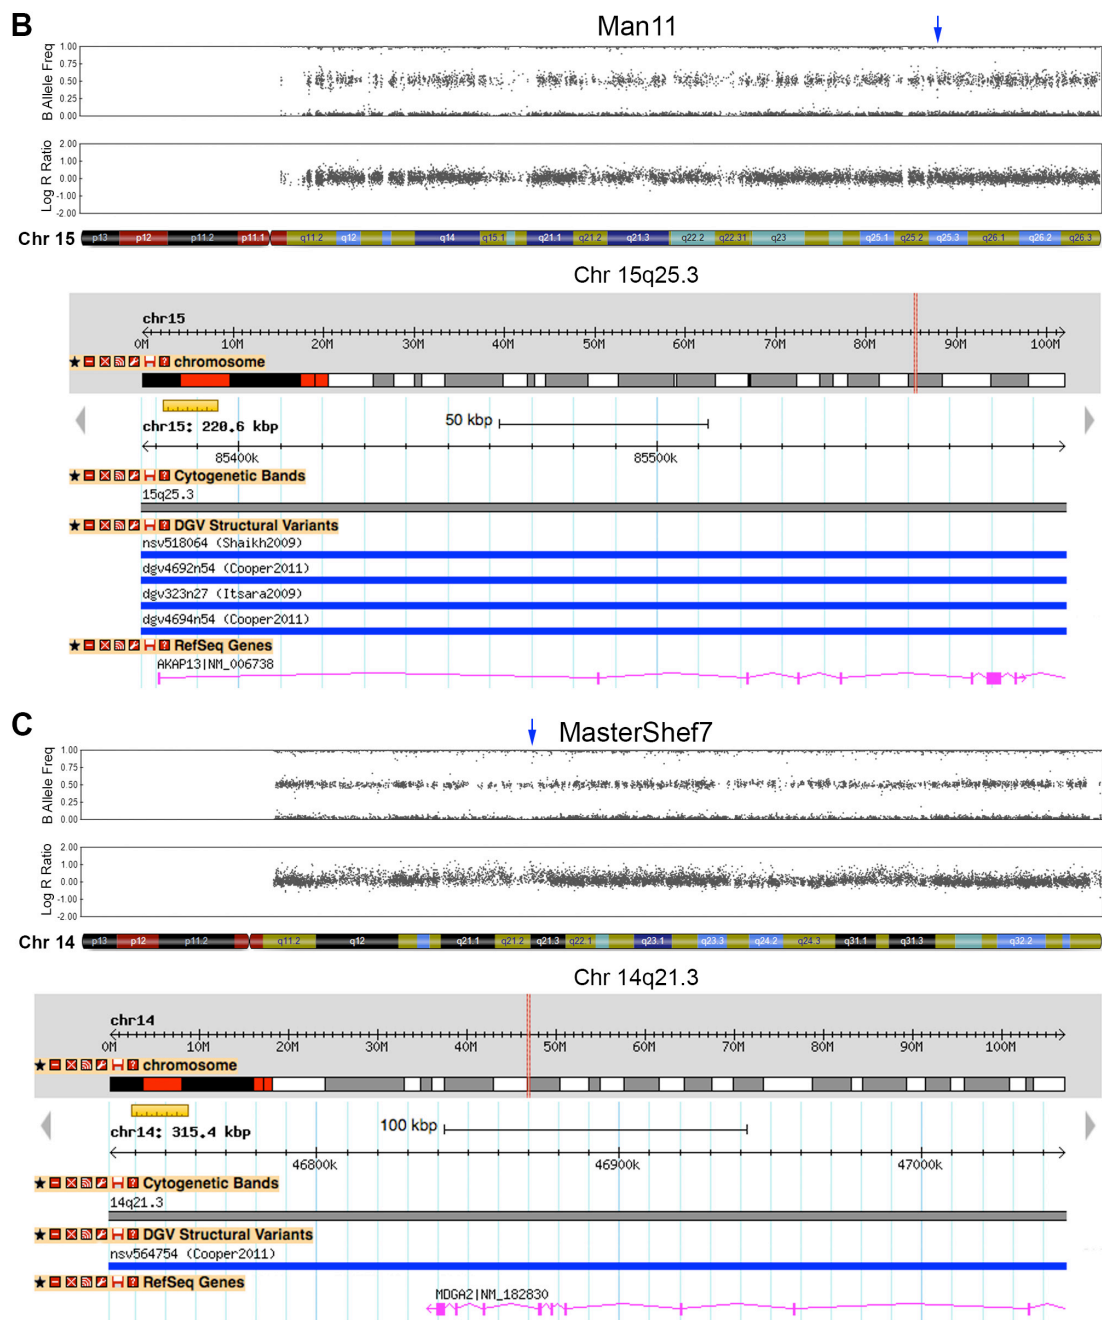 B
Man11
B Allele Freq
1.00
0.75
0.50
0.25
0.00
Log R Ratio
2.00
1.00
0.00
-1.00
-2.00
Chr 15
p13 p12 p11.2 p11.1 q11.2 q12 q14 q15.1 q21.1 q21.2 q21.3 q22.2 q22.31 q23 q25.1 q25.2 q25.3 q26.1 q26.2 q26.3
Chr 15q25.3
chr15
0M 10M 20M 30M 40M 50M 60M 70M 80M 90M 100M
chromosome
50 kbp
chr15: 220.6 kbp
85400k 85500k
Cytogenetic Bands
15q25.3
DGV Structural Variants
nsv518064 (Shaikh2009)
dgv4692n54 (Cooper2011)
dgv323n27 (Itsara2009)
dgv4694n54 (Cooper2011)
RefSeq Genes
AKAP13|NM_006738
C
MasterShef7
B Allele Freq
1.00
0.75
0.50
0.25
0.00
Log R Ratio
2.00
1.00
0.00
-1.00
-2.00
Chr 14
p13 p12 p11.2 q11.2 q12 q21.1 q21.2 q21.3 q22.1 q23.1 q23.3 q24.2 q24.3 q31.1 q31.3 q32.2
Chr 14q21.3
chr14
0M 10M 20M 30M 40M 50M 60M 70M 80M 90M 100M
chromosome
100 kbp
chr14: 315.4 kbp
46800k 46900k 47000k
Cytogenetic Bands
14q21.3
DGV Structural Variants
nsv564754 (Cooper2011)
RefSeq Genes
MDGA2|NM_182830